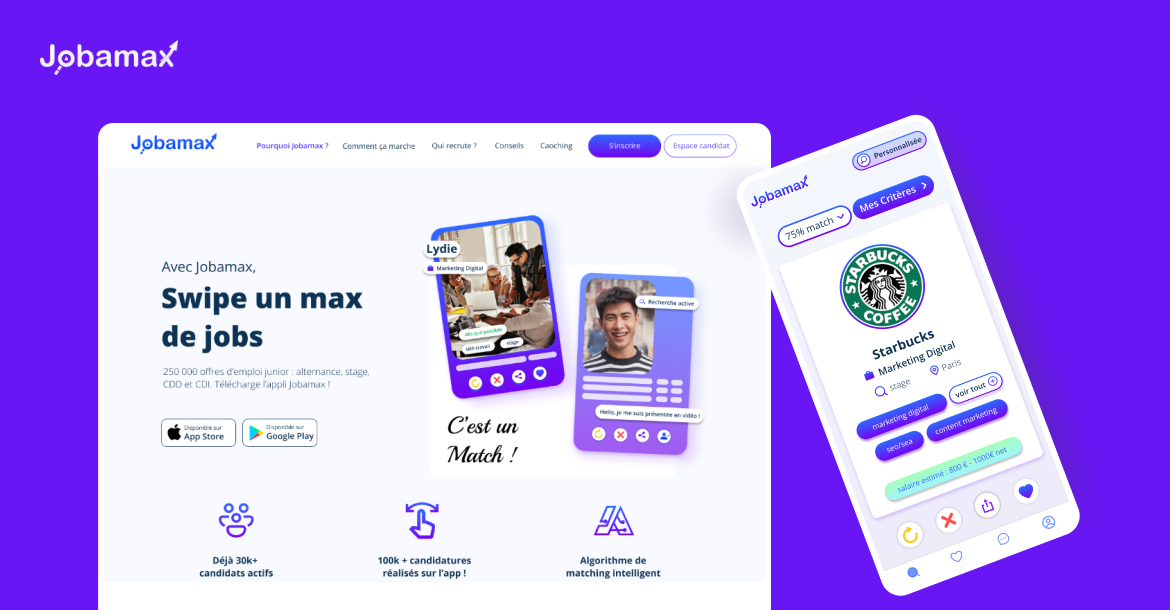 Jobamax
Jobamax
Pourquoi Jobamax ?
Comment ça marche
Qui recrute ?
Conseils
Caoching
S'inscrire
Espace candidat
Avec Jobamax,
Swipe un max
de jobs
250 000 offres d'emploi junior : alternance, stage,
CDD et CDI. Télécharge l'appli Jobamax !
Disponible sur
App Store
Disponible sur
Google Play
Lydie
Marketing Digital
dès que possible
télé travail
stage
Recherche active
Hello, je me suis présentée en vidéo !
C'est un
Match !
Déjà 30k+
candidats actifs
100k + candidatures
réalisés sur l'app !
Algorithme de
matching intelligent
Personnalisée
Jobamax
75% match
Mes Critères
STARBUCKS
COFFEE
Starbucks
Marketing Digital
stage
Paris
voir tout
marketing digital
seo/sea
content marketing
salaire estimé : 800 € - 1000€ net